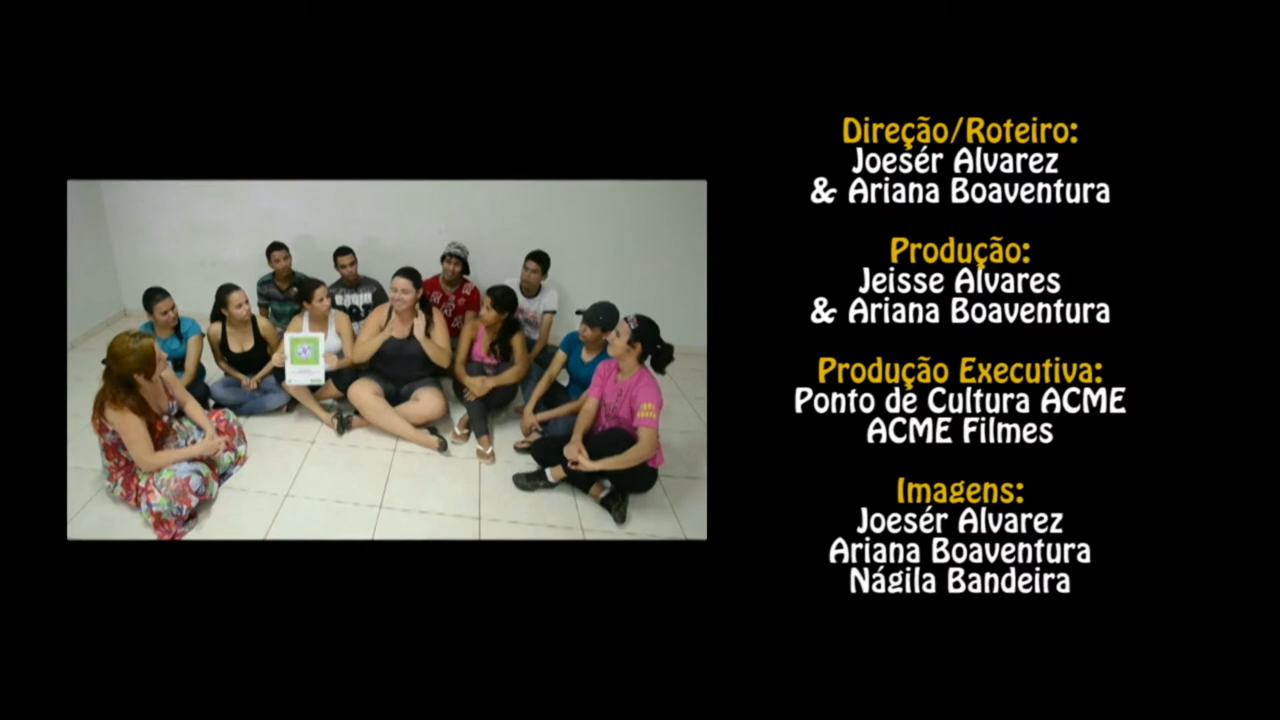 Direção/Roteiro:
Joesér Alvarez
& Ariana Boaventura
Produção:
Jeisse Alvares
& Ariana Boaventura
Produção Executiva:
Ponto de Cultura ACME
ACME Filmes
Imagens:
Joesér Alvarez
Ariana Boaventura
Nágila Bandeira